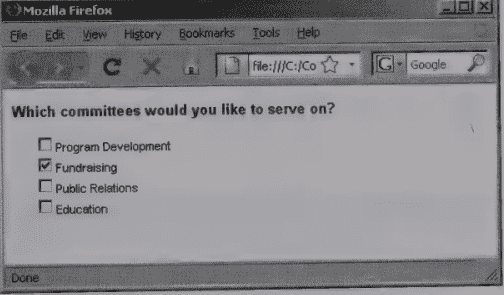 Mozilla Firefox
File Edit View History Bookmarks Tools Help
file:///C:/Co G Google
Which committees would you like to serve on?
Program Development
Fundraising
Public Relations
Education
Done